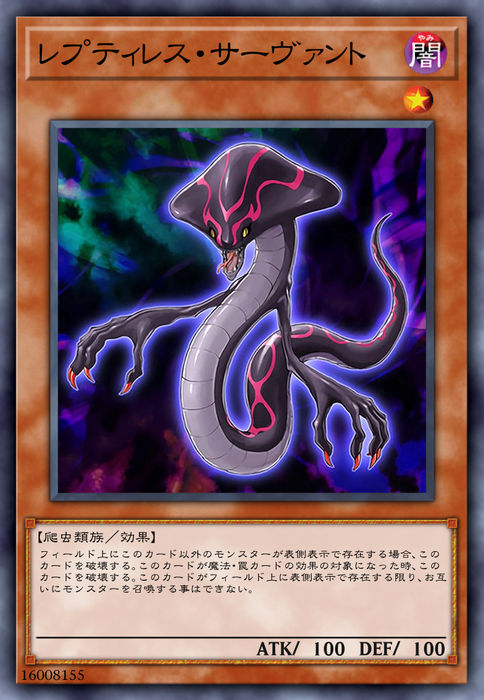 レプティレス・サーヴァント
やみ
闇
【爬虫類族／効果】
フィールド上にこのカード以外のモンスターが表側表示で存在する場合、この
カードを破壊する。このカードが魔法・罠カードの効果の対象になった時、この
カードを破壊する。このカードがフィールド上に表側表示で存在する限り、お互
いにモンスターを召喚する事はできない。
ATK/ 100 DEF/ 100
16008155